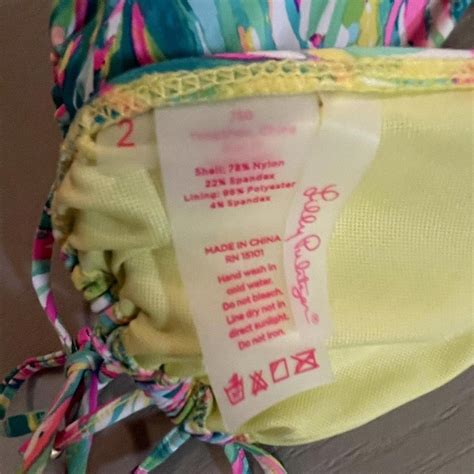 2
Shell: 78% Nylon
22% Spandex
Lining: 96% Polyester
4% Spandex
MADE IN CHINA
RN 15101
Hand wash in
cold water.
Do not bleach.
Line dry not in
direct sunlight.
Do not iron.
Lilly Pulitzer®